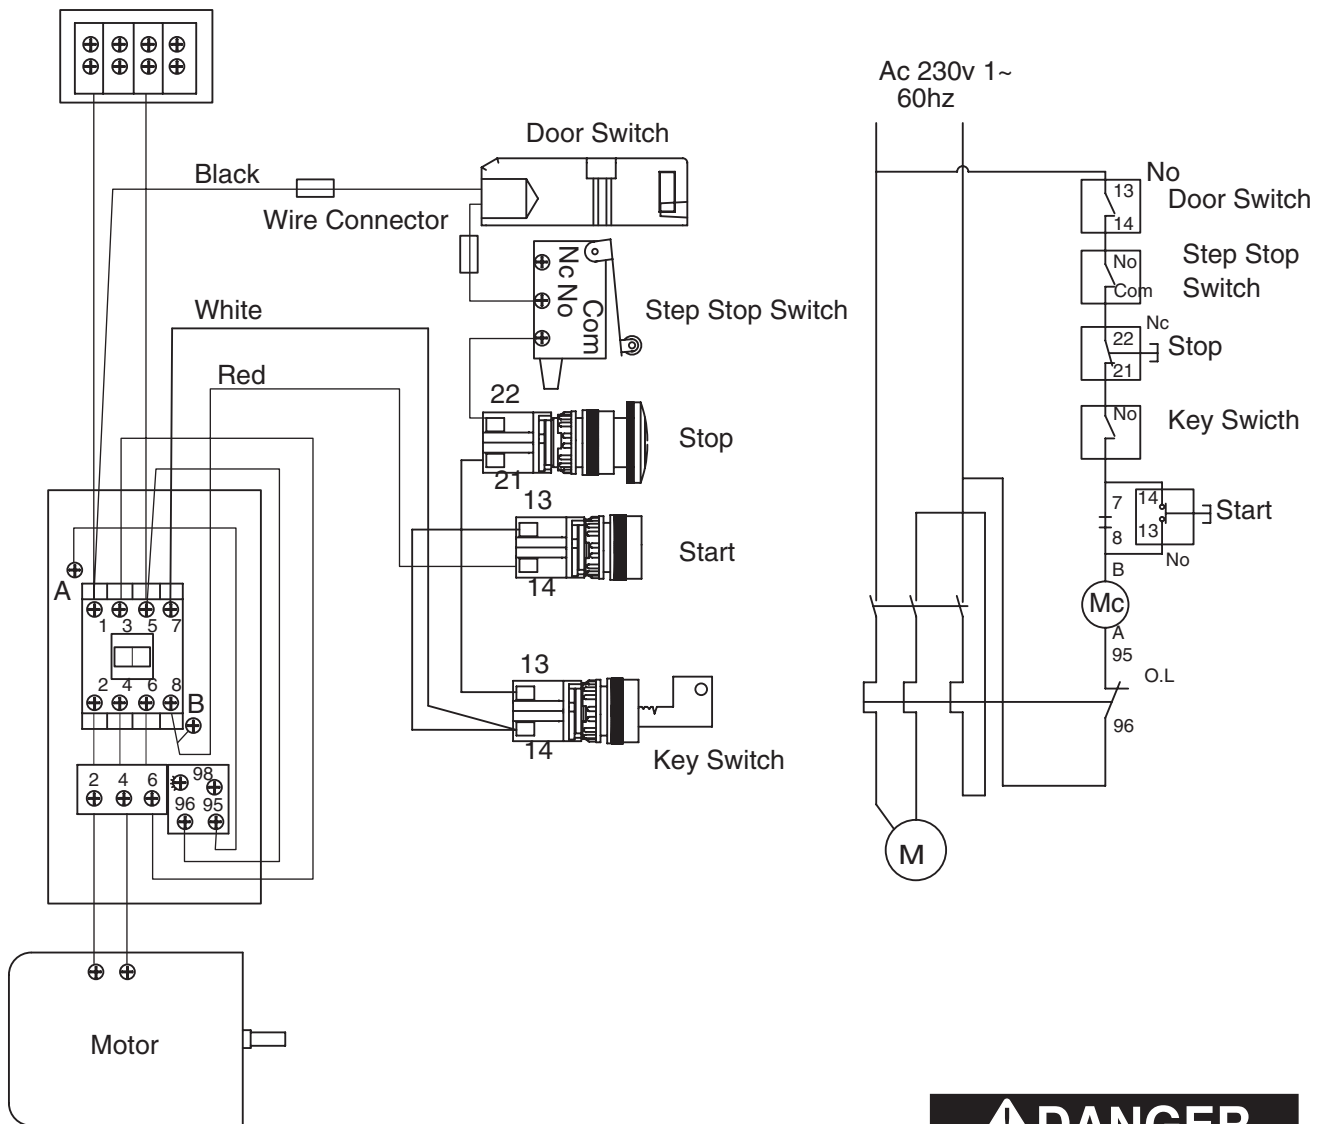 Ac 230v 1~
60hz
Door Switch
Black
Wire Connector
Nc No
Com
Step Stop Switch
White
Red
22
Stop
21
13
Start
14
13
14
Key Switch
A
1 3 5 7
2 4 6 8
B
2 4 6
98
96 95
Motor
No
13
Door Switch
14
No
Step Stop
Com
Switch
Nc
22
Stop
21
No
Key Swicth
7
14
Start
8
13
No
B
Mc
A
95
O.L
96
M
DANGER